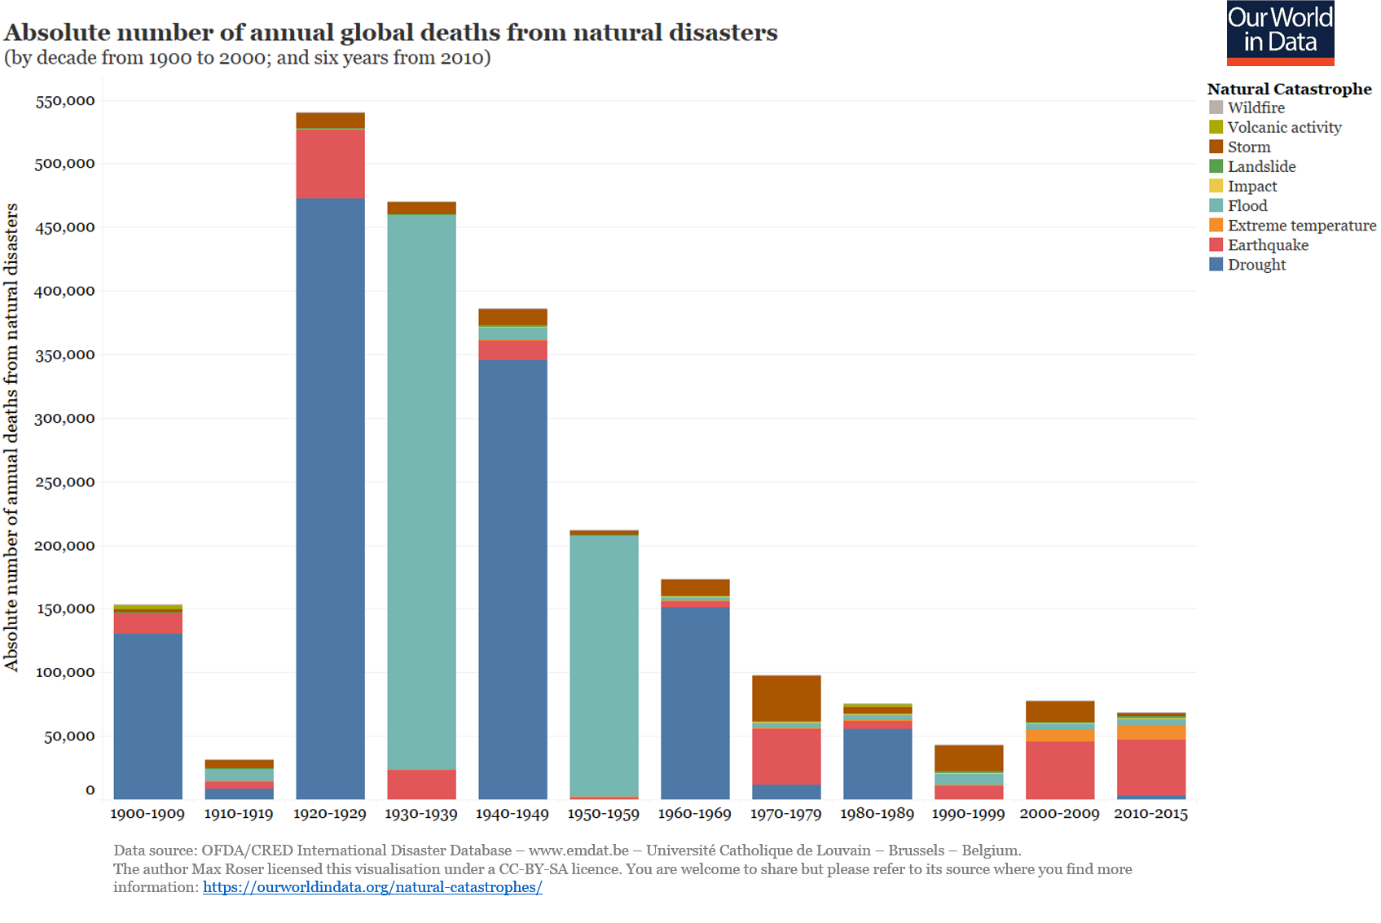 Absolute number of annual global deaths from natural disasters
(by decade from 1900 to 2000; and six years from 2010)
Our World
in Data
Natural Catastrophe
Wildfire
Volcanic activity
Storm
Landslide
Impact
Flood
Extreme temperature
Earthquake
Drought
Absolute number of annual deaths from natural disasters
550,000
500,000
450,000
400,000
350,000
300,000
250,000
200,000
150,000
100,000
50,000
0
1900-1909 1910-1919 1920-1929 1930-1939 1940-1949 1950-1959 1960-1969 1970-1979 1980-1989 1990-1999 2000-2009 2010-2015
Data source: OFDA/CRED International Disaster Database – www.emdat.be – Université Catholique de Louvain – Brussels – Belgium.
The author Max Roser licensed this visualisation under a CC-BY-SA licence. You are welcome to share but please refer to its source where you find more
information: https://ourworldindata.org/natural-catastrophes/